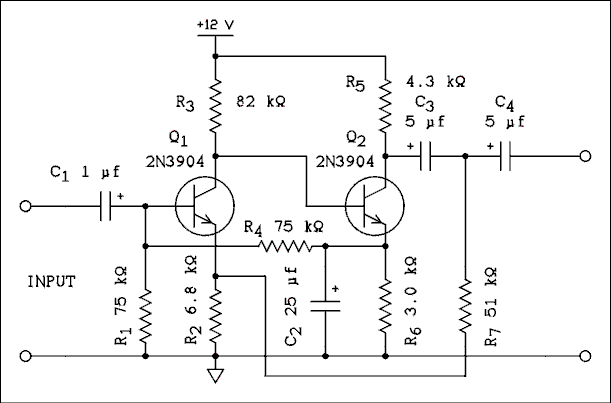 +12 V
R3 82 kΩ
R5 4.3 kΩ
C3 5 µf
C4 5 µf
Q1 2N3904
Q2 2N3904
C1 1 µf
+
+
+
R4 75 kΩ
INPUT
R1 75 kΩ
R2 6.8 kΩ
C2 25 µf
+
R6 3.0 kΩ
R7 51 kΩ